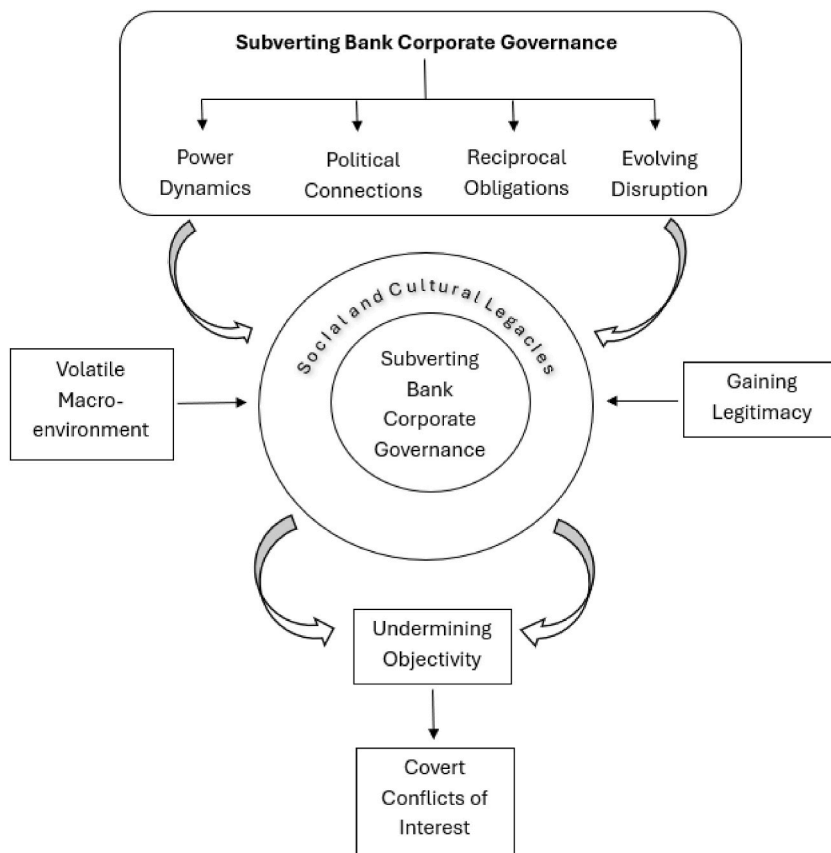 Subverting Bank Corporate Governance
Power
Dynamics
Political
Connections
Reciprocal
Obligations
Evolving
Disruption
Social and Cultural Legacies
Subverting
Bank
Corporate
Governance
Volatile
Macro-
environment
Gaining
Legitimacy
Undermining
Objectivity
Covert
Conflicts of
Interest